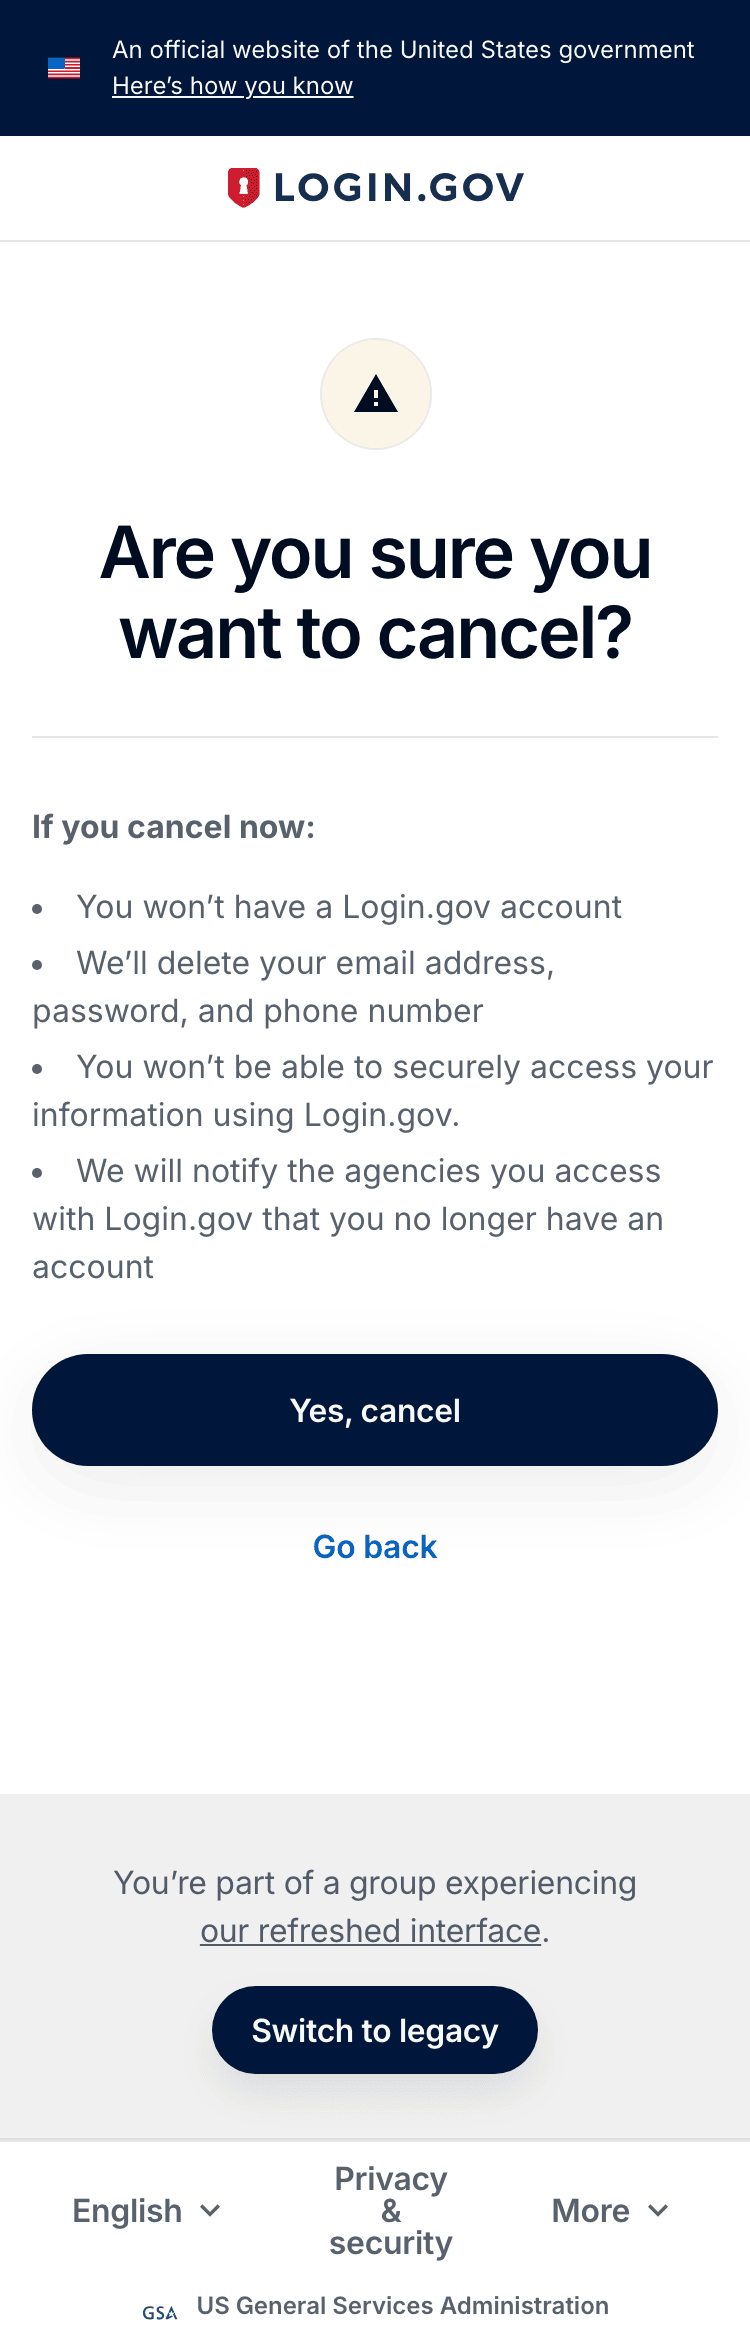 An official website of the United States government
Here’s how you know
LOGIN.GOV
Are you sure you
want to cancel?
If you cancel now:
• You won’t have a Login.gov account
• We’ll delete your email address,
password, and phone number
• You won’t be able to securely access your
information using Login.gov.
• We will notify the agencies you access
with Login.gov that you no longer have an
account
Yes, cancel
Go back
You’re part of a group experiencing
our refreshed interface.
Switch to legacy
English
Privacy
&
security
More
GSA US General Services Administration